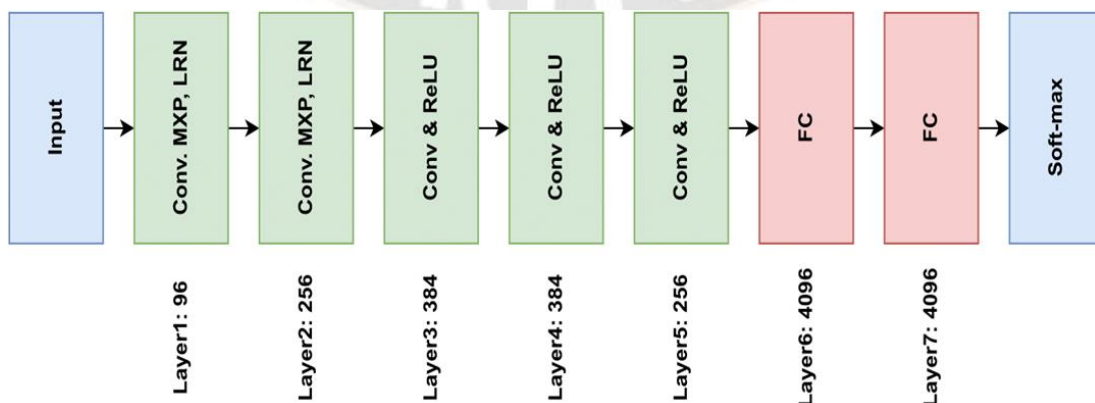 Input
Conv. MXP, LRN
Conv. MXP, LRN
Conv & ReLU
Conv & ReLU
Conv & ReLU
FC
FC
Soft-max
Layer1: 96
Layer2: 256
Layer3: 384
Layer4: 384
Layer5: 256
Layer6: 4096
Layer7: 4096